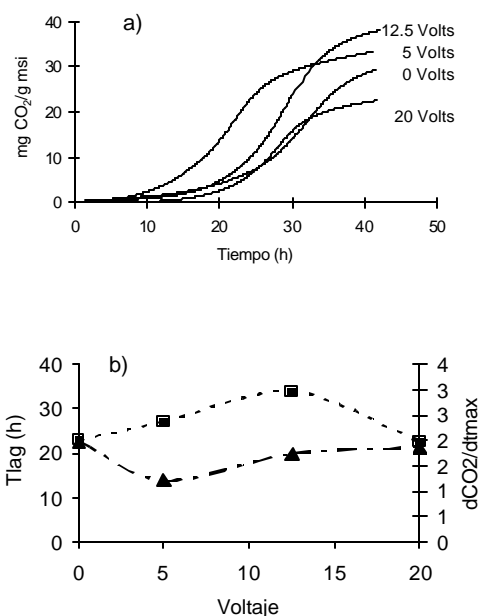 a)
40
30
20
10
0
mg CO2/g msi
12.5 Volts
5 Volts
0 Volts
20 Volts
0 10 20 30 40 50
Tiempo (h)
b)
40
30
20
10
0
Tlag (h)
4
3
3
2
2
1
1
0
dCO2/dtmax
0 5 10 15 20
Voltaje